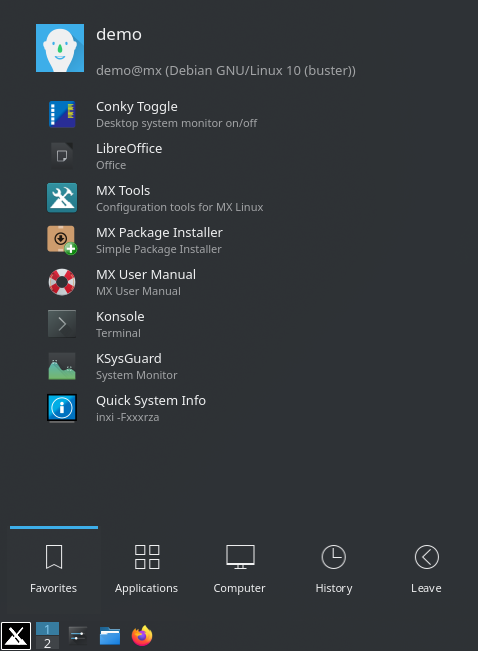 demo
demo@mx (Debian GNU/Linux 10 (buster))
Conky Toggle
Desktop system monitor on/off
LibreOffice
Office
MX Tools
Configuration tools for MX Linux
MX Package Installer
Simple Package Installer
MX User Manual
MX User Manual
Konsole
Terminal
KSysGuard
System Monitor
Quick System Info
inxi -Fxxxrza
Favorites Applications Computer History Leave
1
2